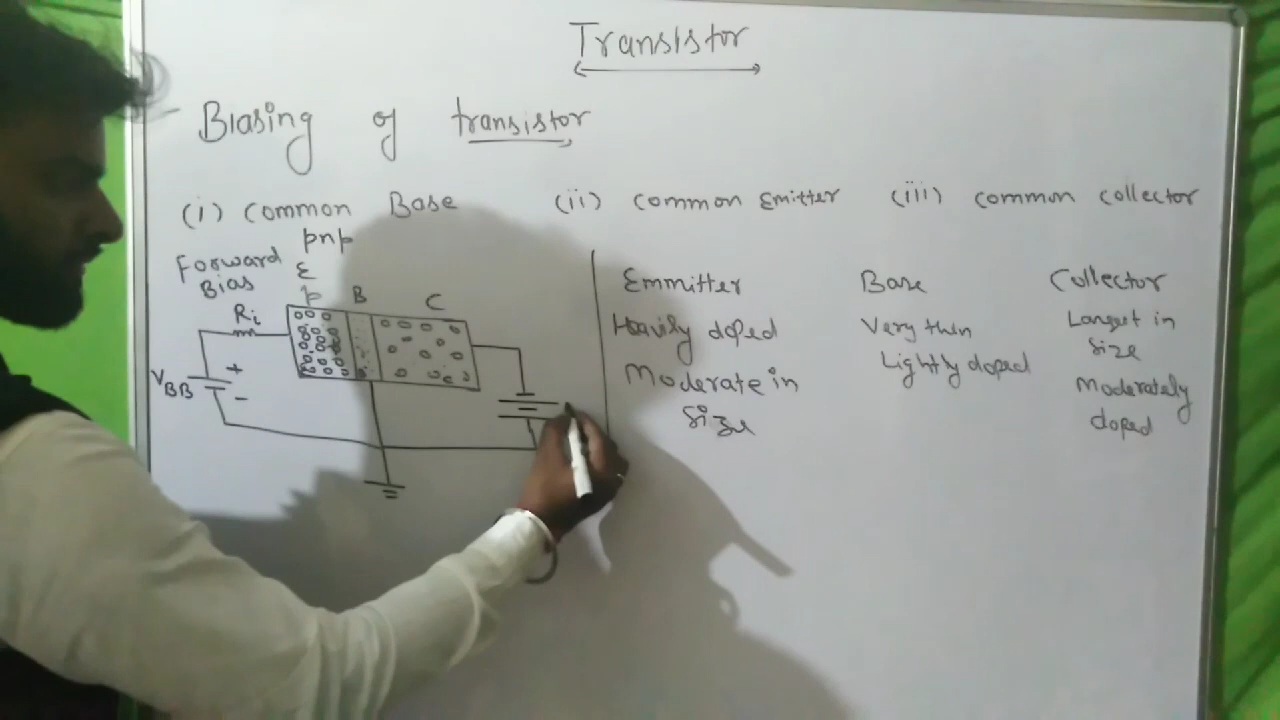 Transistor
Biasing of transistor
(i) Common Base
(ii) common Emitter
(iii) common collector
pnp
Forward
Bias
E
p
B
C
Ri
VBB
+
-
Emmitter
Heavily doped
Moderate in
size
Base
Very thin
Lightly doped
Collector
Largest in
size
Moderately
doped